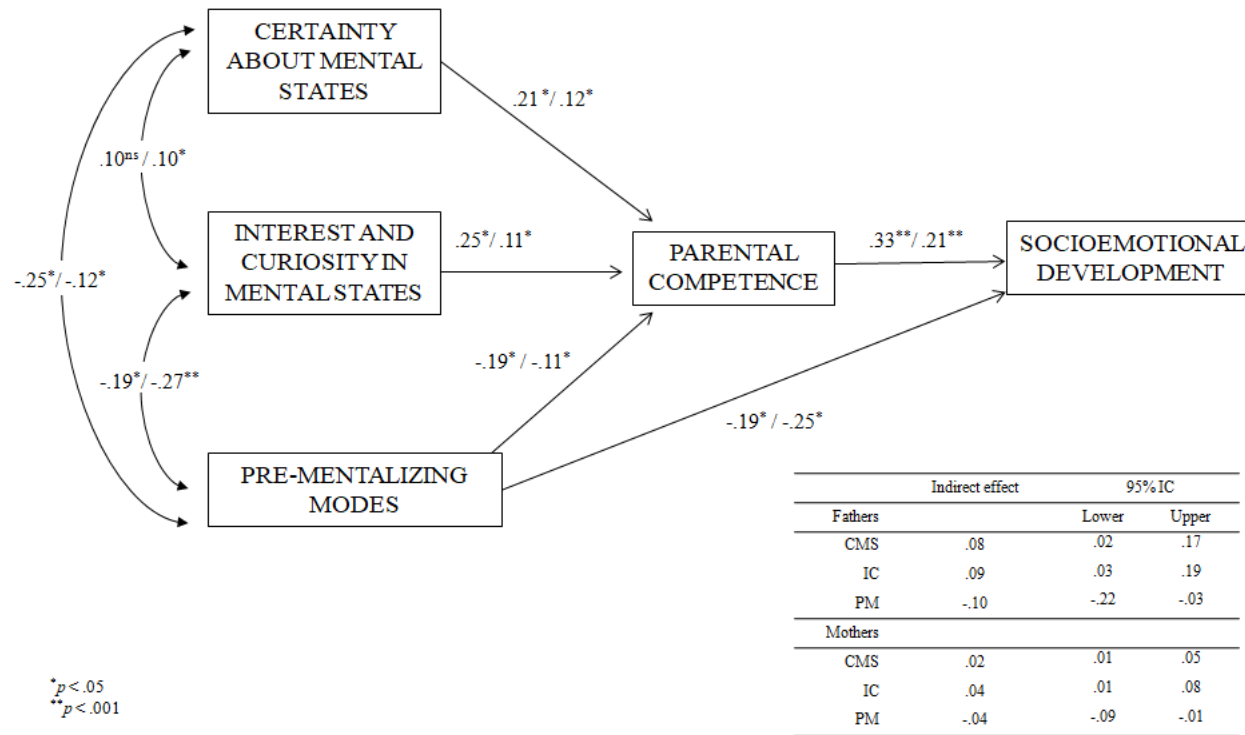 CERTAINTY
ABOUT MENTAL
STATES
.21*/.12*
.10ns / .10*
INTEREST AND
CURIOSITY IN
MENTAL STATES
.25*/.11*
PARENTAL
COMPETENCE
.33**/.21**
SOCIOEMOTIONAL
DEVELOPMENT
-.25*/-.12*
-.19*/-.27**
-.19*/ -.11*
-.19*/ -.25*
PRE-MENTALIZING
MODES
Indirect effect 95% IC
Fathers Lower Upper
CMS .08 .02 .17
IC .09 .03 .19
PM -.10 -.22 -.03
Mothers
CMS .02 .01 .05
IC .04 .01 .08
PM -.04 -.09 -.01
*p < .05
**p < .001